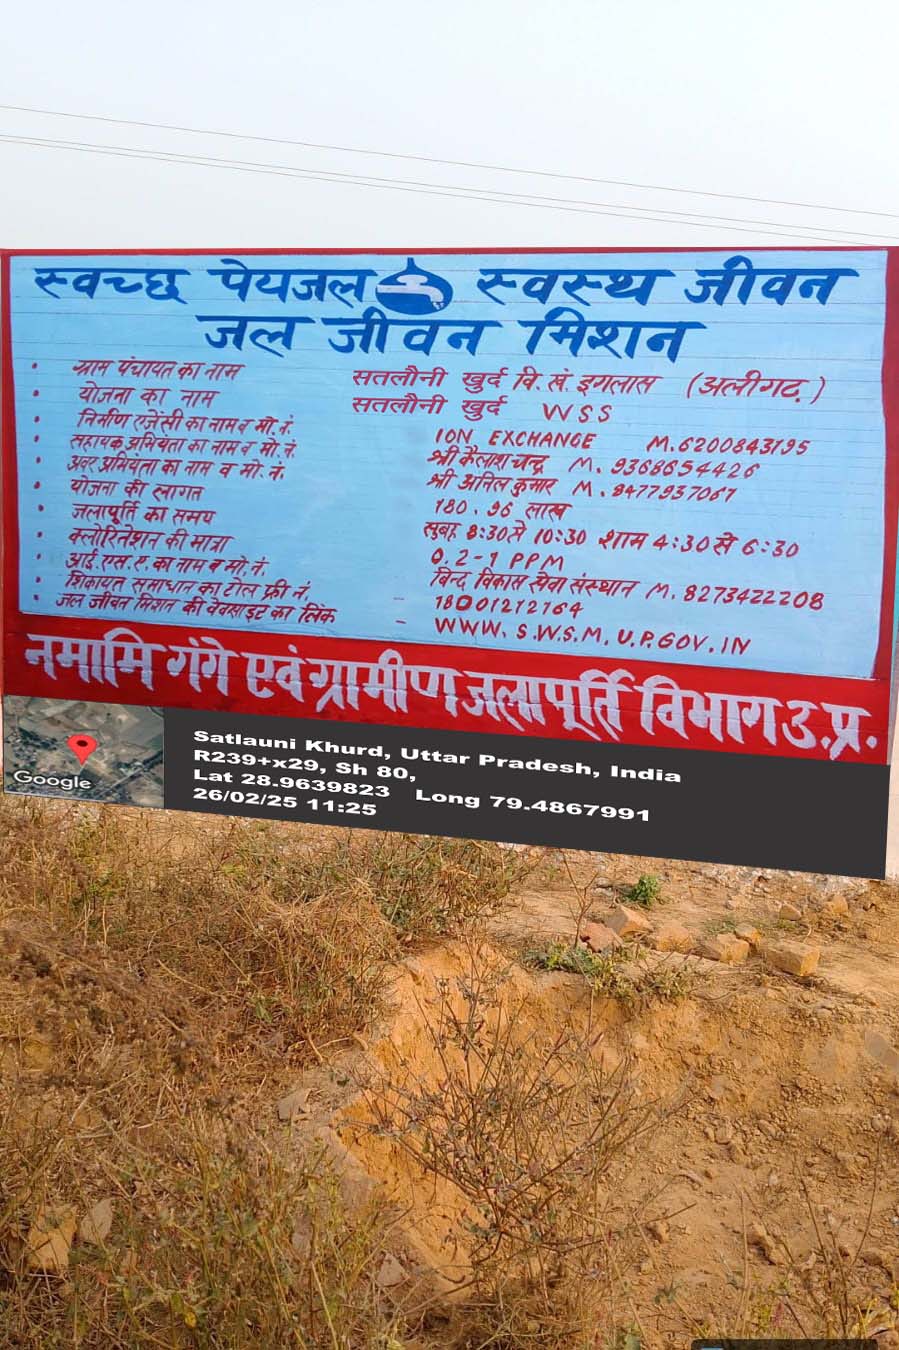 स्वच्छ पेयजल स्वस्थ जीवन
जल जीवन मिशन
• ग्राम पंचायत का नाम सतलौनी खुर्द वि. खं. इगलास (अलीगढ़)
• योजना का नाम सतलौनी खुर्द WSS
• निर्माण एजेंसी का नाम व मो. नं. ION EXCHANGE M. 6200843195
• सहायक अभियंता का नाम व मो. नं. श्री कैलाश चन्द्र M. 9368654426
• अवर अभियंता का नाम व मो. नं. श्री अनिल कुमार M. 8477937067
• योजना की लागत 180.96 लाख
• जलापूर्ति का समय सुबह 8:30 से 10:30 शाम 4:30 से 6:30
• क्लोरिनेशन की मात्रा 0.2-1 PPM
• आई. एस. ए. का नाम व मो. नं. बिन्द विकास सेवा संस्थान M. 8273422208
• शिकायत समाधान का टोल फ्री नं. - 18001212164
• जल जीवन मिशन की वेवसाइट का लिंक - WWW. S.W.S.M. U.P.GOV.IN
नमामि गंगे एवं ग्रामीण जलापूर्ति विभाग उ.प्र.
Google
Satlauni Khurd, Uttar Pradesh, India
R239+x29, Sh 80,
Lat 28.9639823 Long 79.4867991
26/02/25 11:25